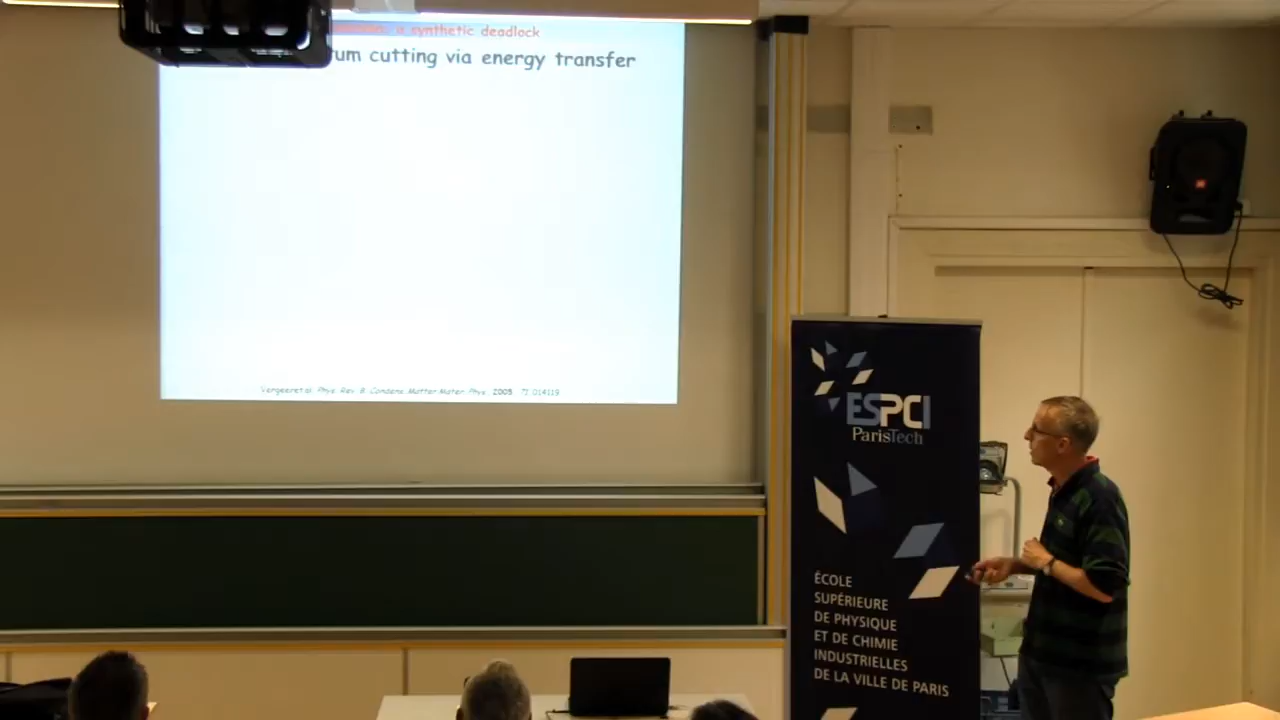 a synthetic deadlock
um cutting via energy transfer
Vergeer et al. Phys. Rev. B: Condens. Matter Mater. Phys., 2005, 71, 014119
ESPCI
ParisTech
ÉCOLE
SUPÉRIEURE
DE PHYSIQUE
ET DE CHIMIE
INDUSTRIELLES
DE LA VILLE DE PARIS